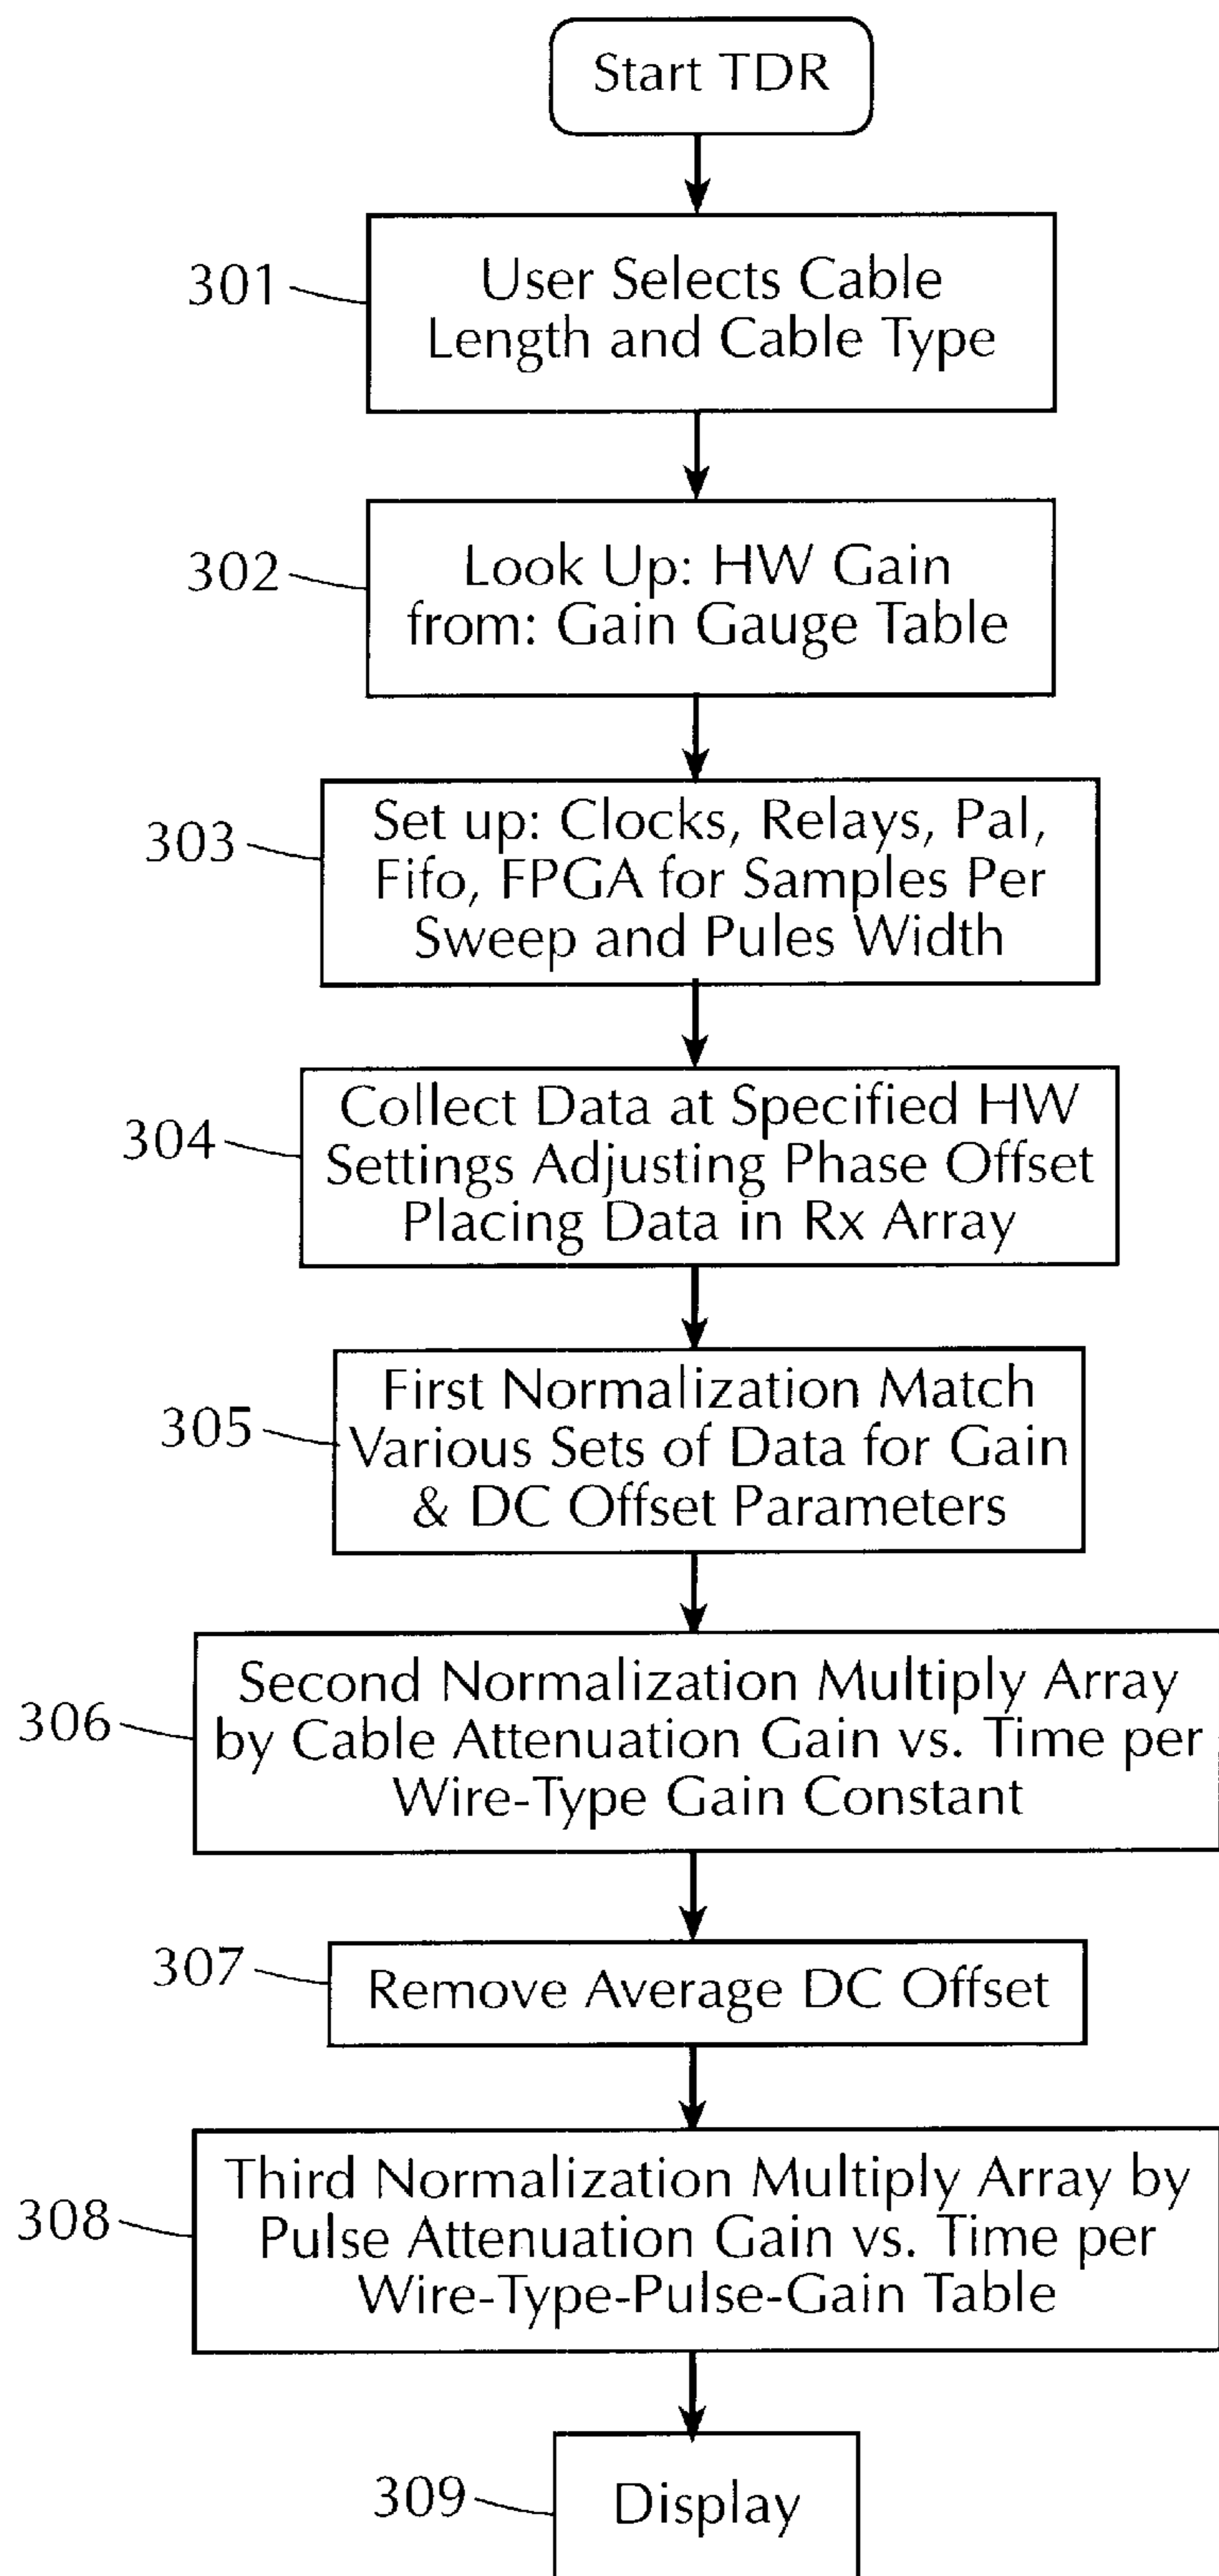 Start TDR
301
User Selects Cable
Length and Cable Type
302
Look Up: HW Gain
from: Gain Gauge Table
303
Set up: Clocks, Relays, Pal,
Fifo, FPGA for Samples Per
Sweep and Pules Width
304
Collect Data at Specified HW
Settings Adjusting Phase Offset
Placing Data in Rx Array
305
First Normalization Match
Various Sets of Data for Gain
& DC Offset Parameters
306
Second Normalization Multiply Array
by Cable Attenuation Gain vs. Time per
Wire-Type Gain Constant
307
Remove Average DC Offset
308
Third Normalization Multiply Array by
Pulse Attenuation Gain vs. Time per
Wire-Type-Pulse-Gain Table
309
Display